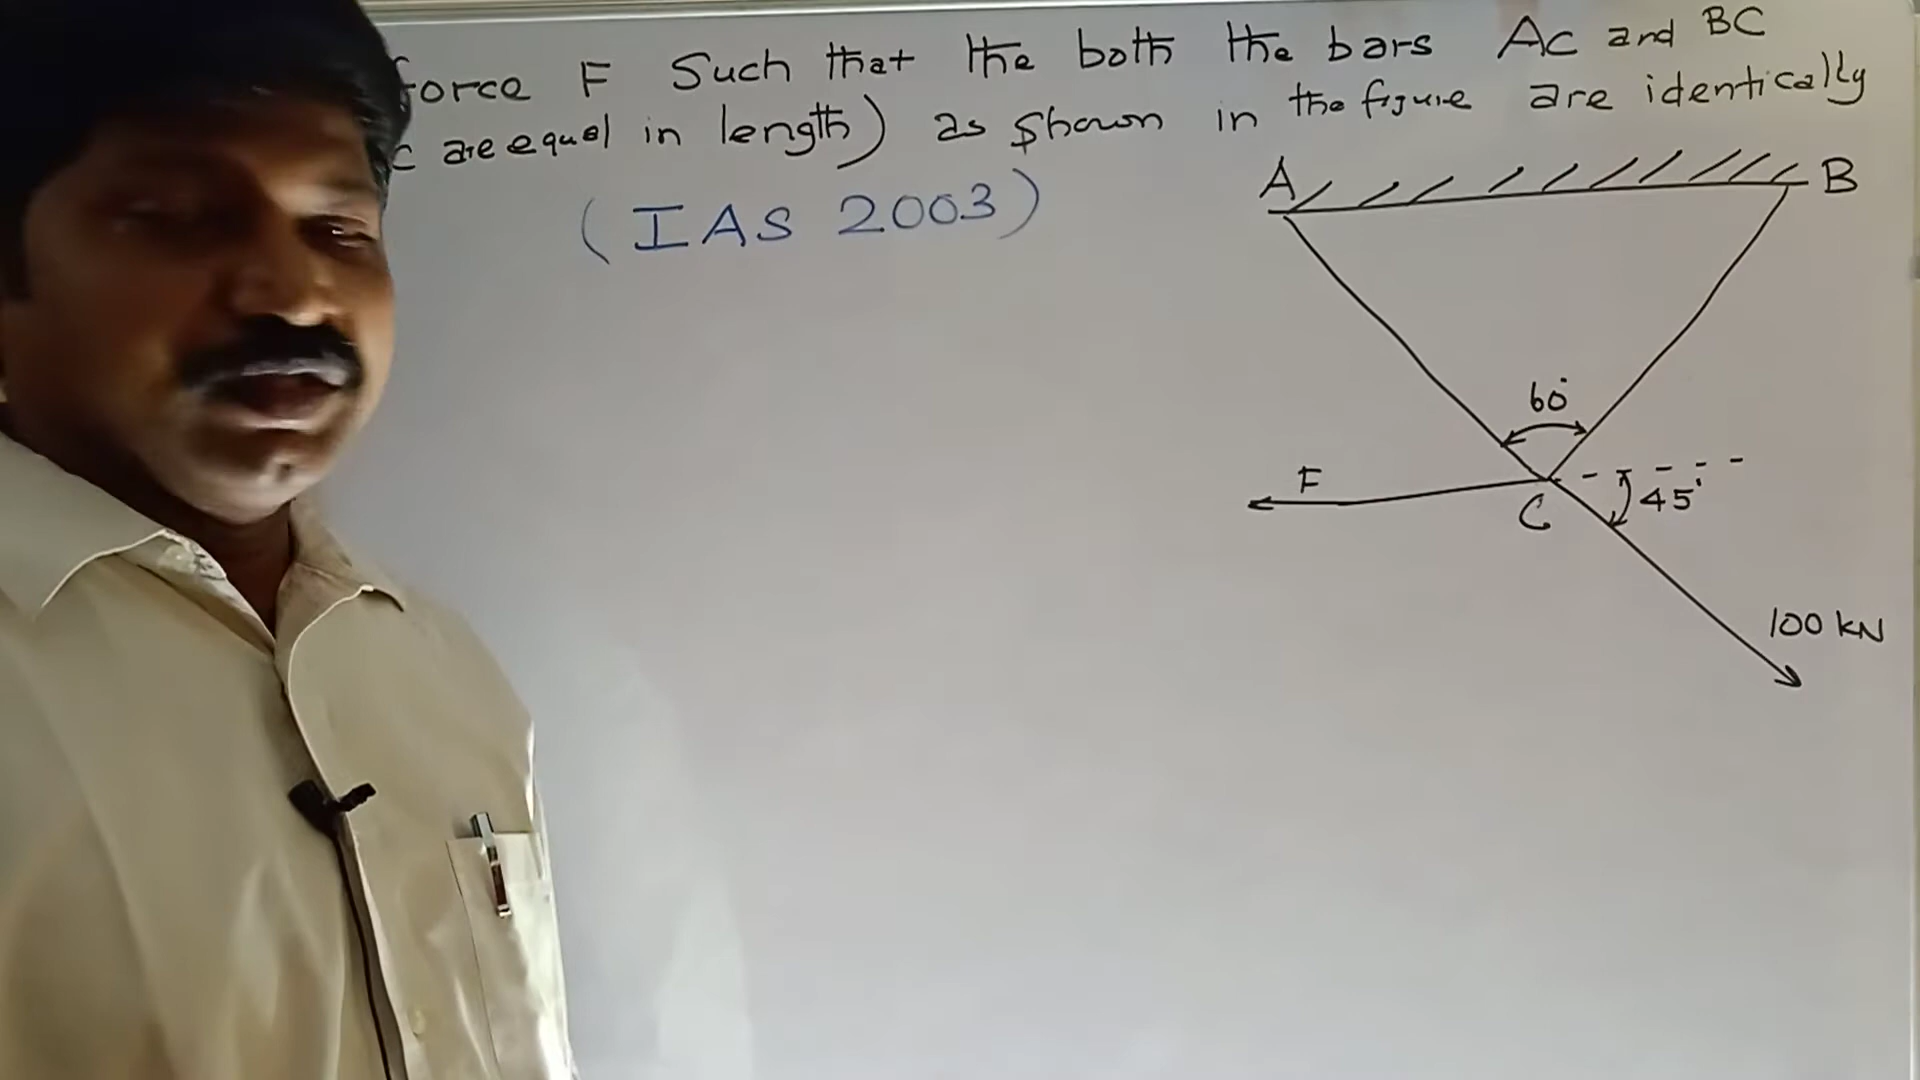 force F Such that the both the bars AC and BC
C are equal in length) as shown in the figure are identically
(IAS 2003)
A
B
60°
F
45°
C
100 kN